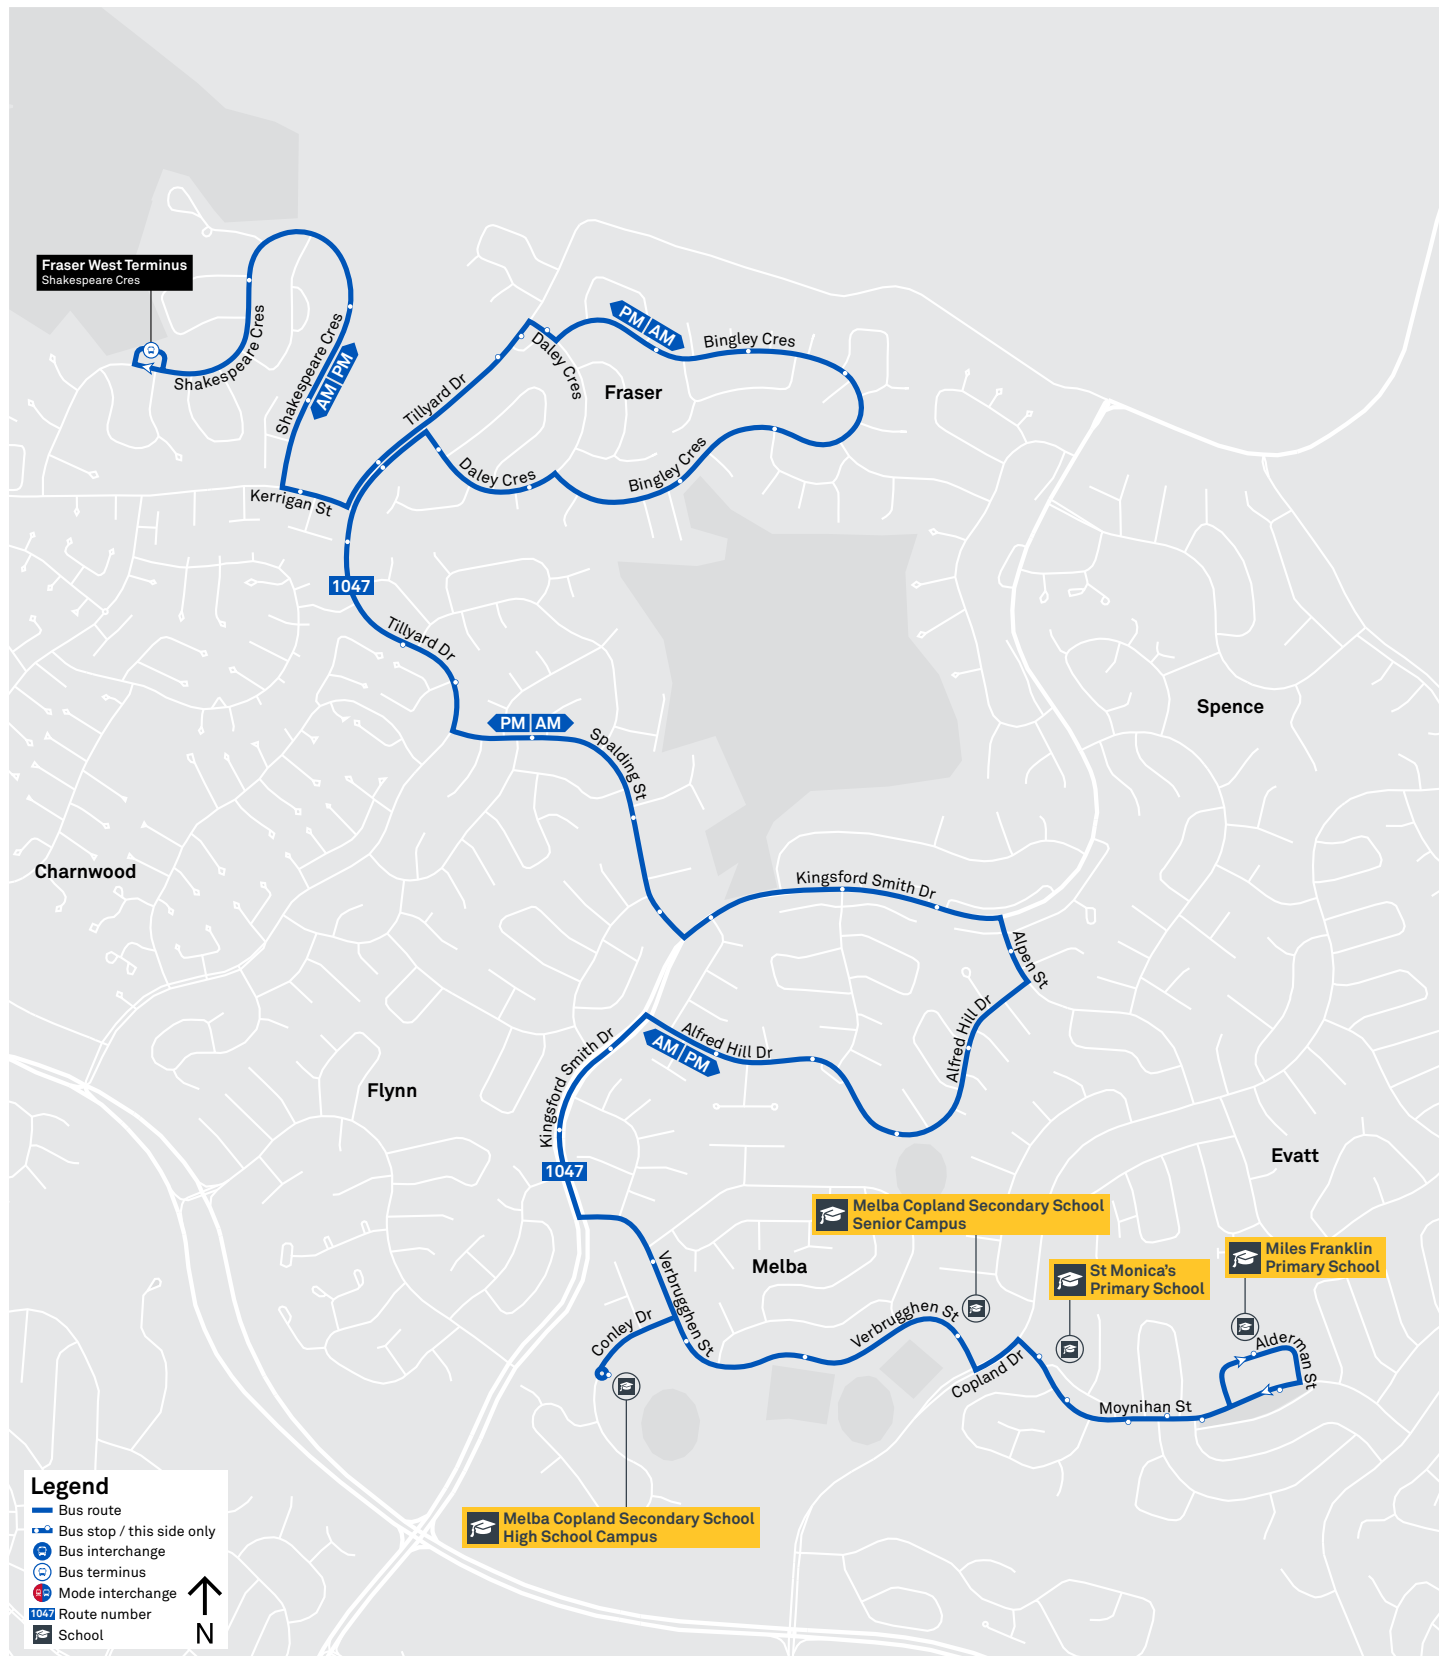 Fraser West Terminus
Shakespeare Cres
Shakespeare Cres
Shakespeare Cres
AM PM
Kerrigan St
Tillyard Dr
Daley Cres
PM AM
Bingley Cres
Fraser
Daley Cres
Bingley Cres
1047
Tillyard Dr
PM AM
Spalding St
Spence
Charnwood
Kingsford Smith Dr
Alpen St
Alfred Hill Dr
Kingsford Smith Dr
Alfred Hill Dr
AM PM
Flynn
1047
Evatt
Melba Copland Secondary School
Senior Campus
Miles Franklin
Primary School
St Monica's
Primary School
Melba
Verbrugghen St
Conley Dr
Verbrugghen St
Copland Dr
Alderman St
Moynihan St
Melba Copland Secondary School
High School Campus
Legend
Bus route
Bus stop / this side only
Bus interchange
Bus terminus
Mode interchange
1047 Route number
School
N